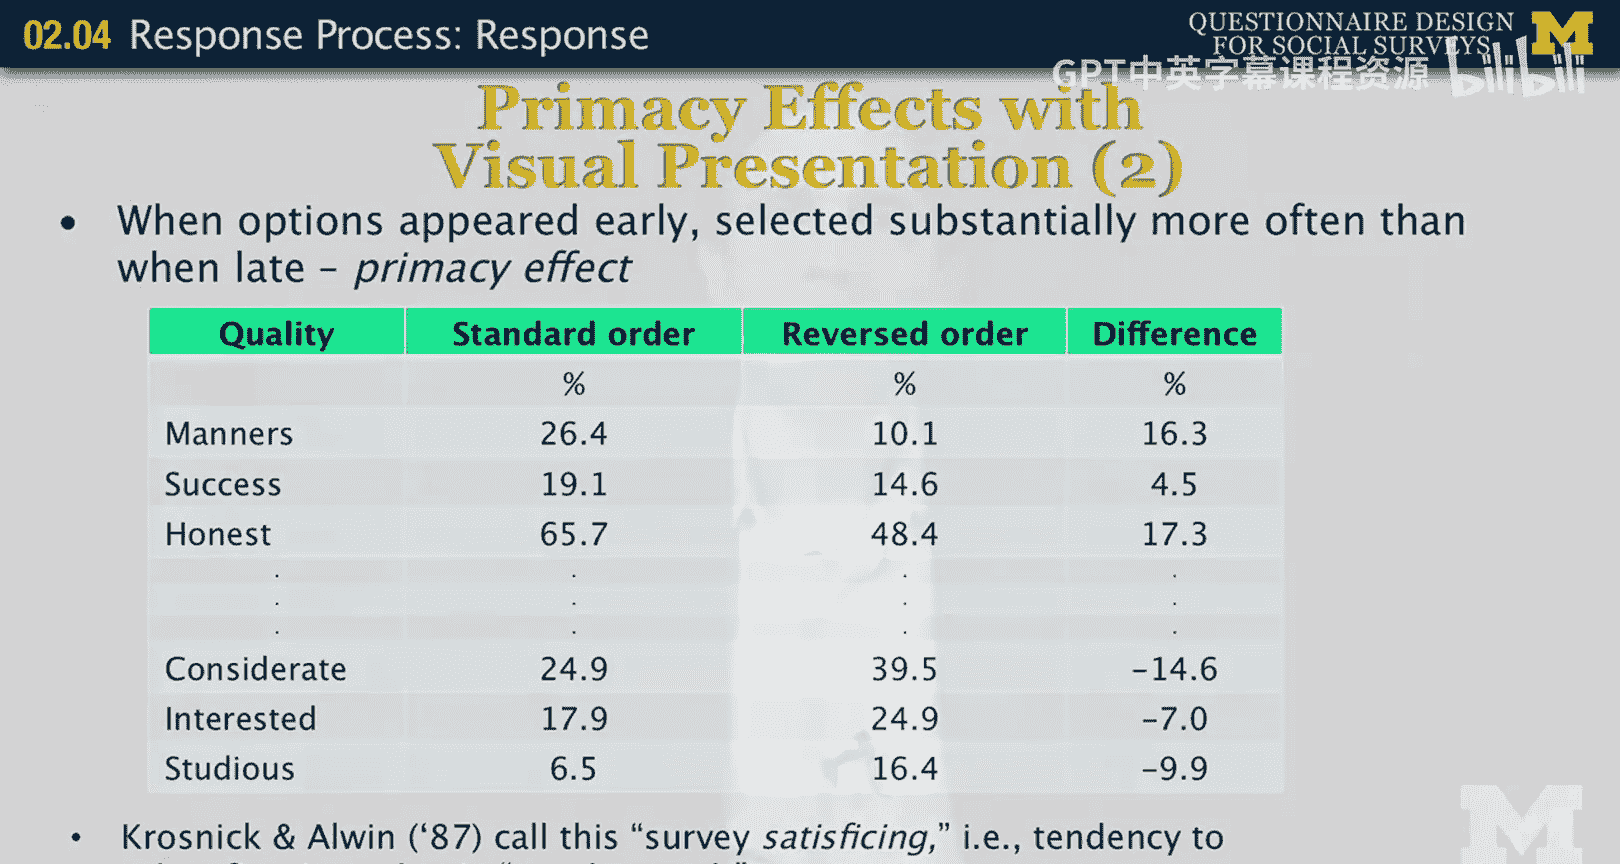 02.04 Response Process: Response
QUESTIONNAIRE DESIGN
FOR SOCIAL SURVEYS
M
GPT中英字幕课程资源 bilibili
Primacy Effects with
Visual Presentation (2)
• When options appeared early, selected substantially more often than
when late – primacy effect
Quality Standard order Reversed order Difference
% % %
Manners 26.4 10.1 16.3
Success 19.1 14.6 4.5
Honest 65.7 48.4 17.3
. . . .
. . . .
. . . .
Considerate 24.9 39.5 –14.6
Interested 17.9 24.9 –7.0
Studious 6.5 16.4 –9.9
M
• Krosnick & Alwin (‘87) call this “survey satisficing,” i.e., tendency to